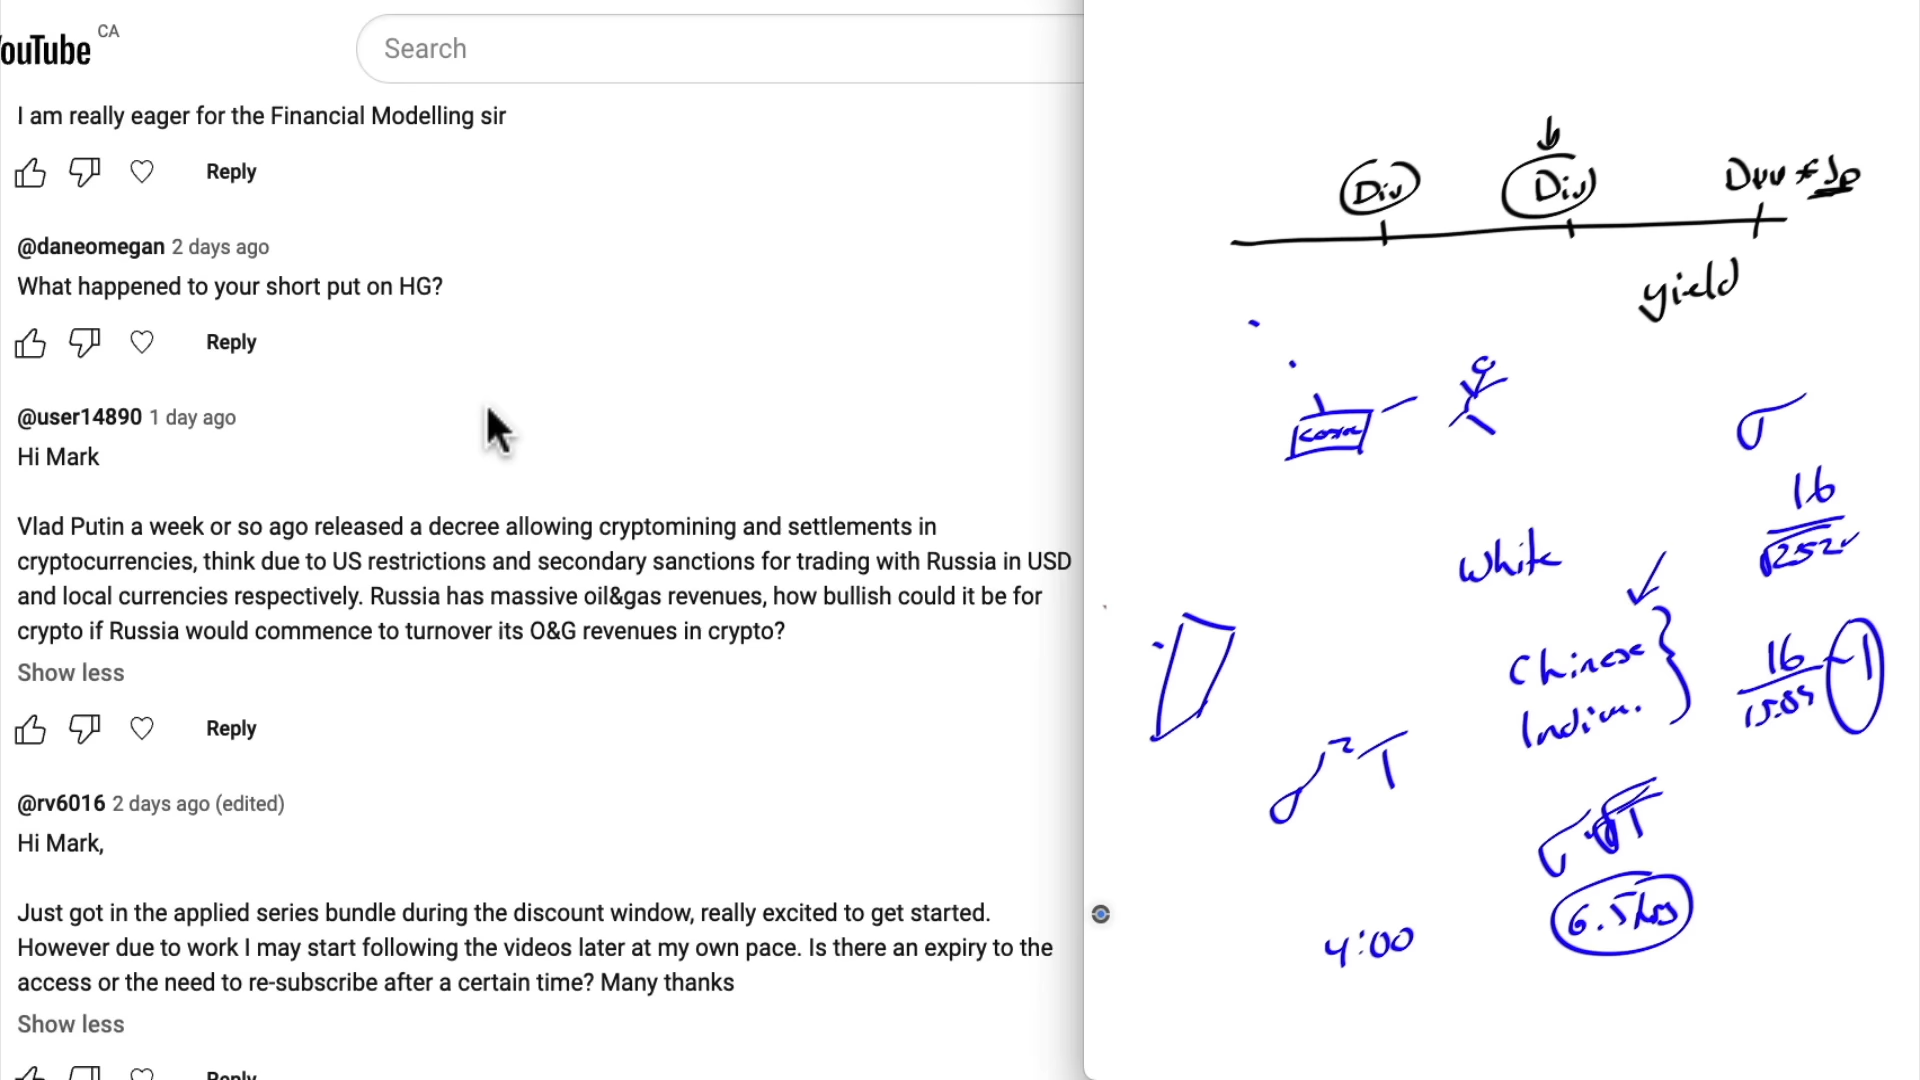 ouTube CA
Search
I am really eager for the Financial Modelling sir
Reply
@daneomegan 2 days ago
What happened to your short put on HG?
Reply
@user14890 1 day ago
Hi Mark
Vlad Putin a week or so ago released a decree allowing cryptomining and settlements in
cryptocurrencies, think due to US restrictions and secondary sanctions for trading with Russia in USD
and local currencies respectively. Russia has massive oil&gas revenues, how bullish could it be for
crypto if Russia would commence to turnover its O&G revenues in crypto?
Show less
Reply
@rv6016 2 days ago (edited)
Hi Mark,
Just got in the applied series bundle during the discount window, really excited to get started.
However due to work I may start following the videos later at my own pace. Is there an expiry to the
access or the need to re-subscribe after a certain time? Many thanks
Show less
Reply
Div Div
yield
σ
16
√252
White
Chinese
Indian.
16
1
σ²T
σ√T
6.5hrs
4:00